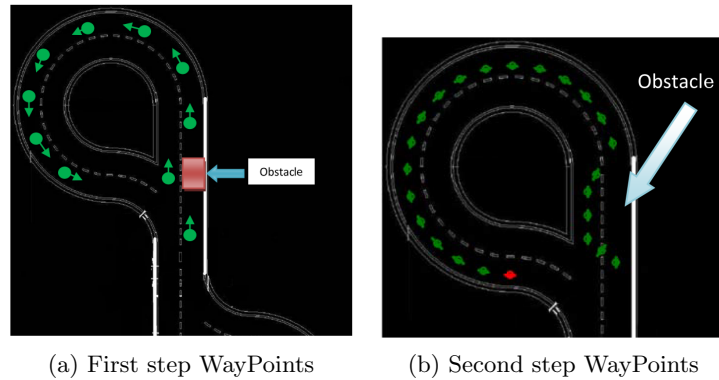 Obstacle
Obstacle
(a) First step WayPoints
(b) Second step WayPoints